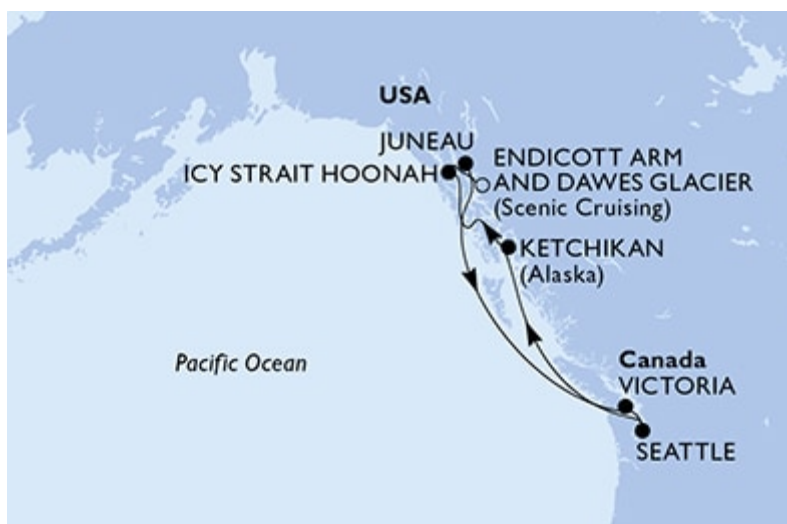 USA
JUNEAU
ICY STRAIT HOONAH
ENDICOTT ARM
AND DAWES GLACIER
(Scenic Cruising)
KETCHIKAN
(Alaska)
Pacific Ocean
Canada
VICTORIA
SEATTLE